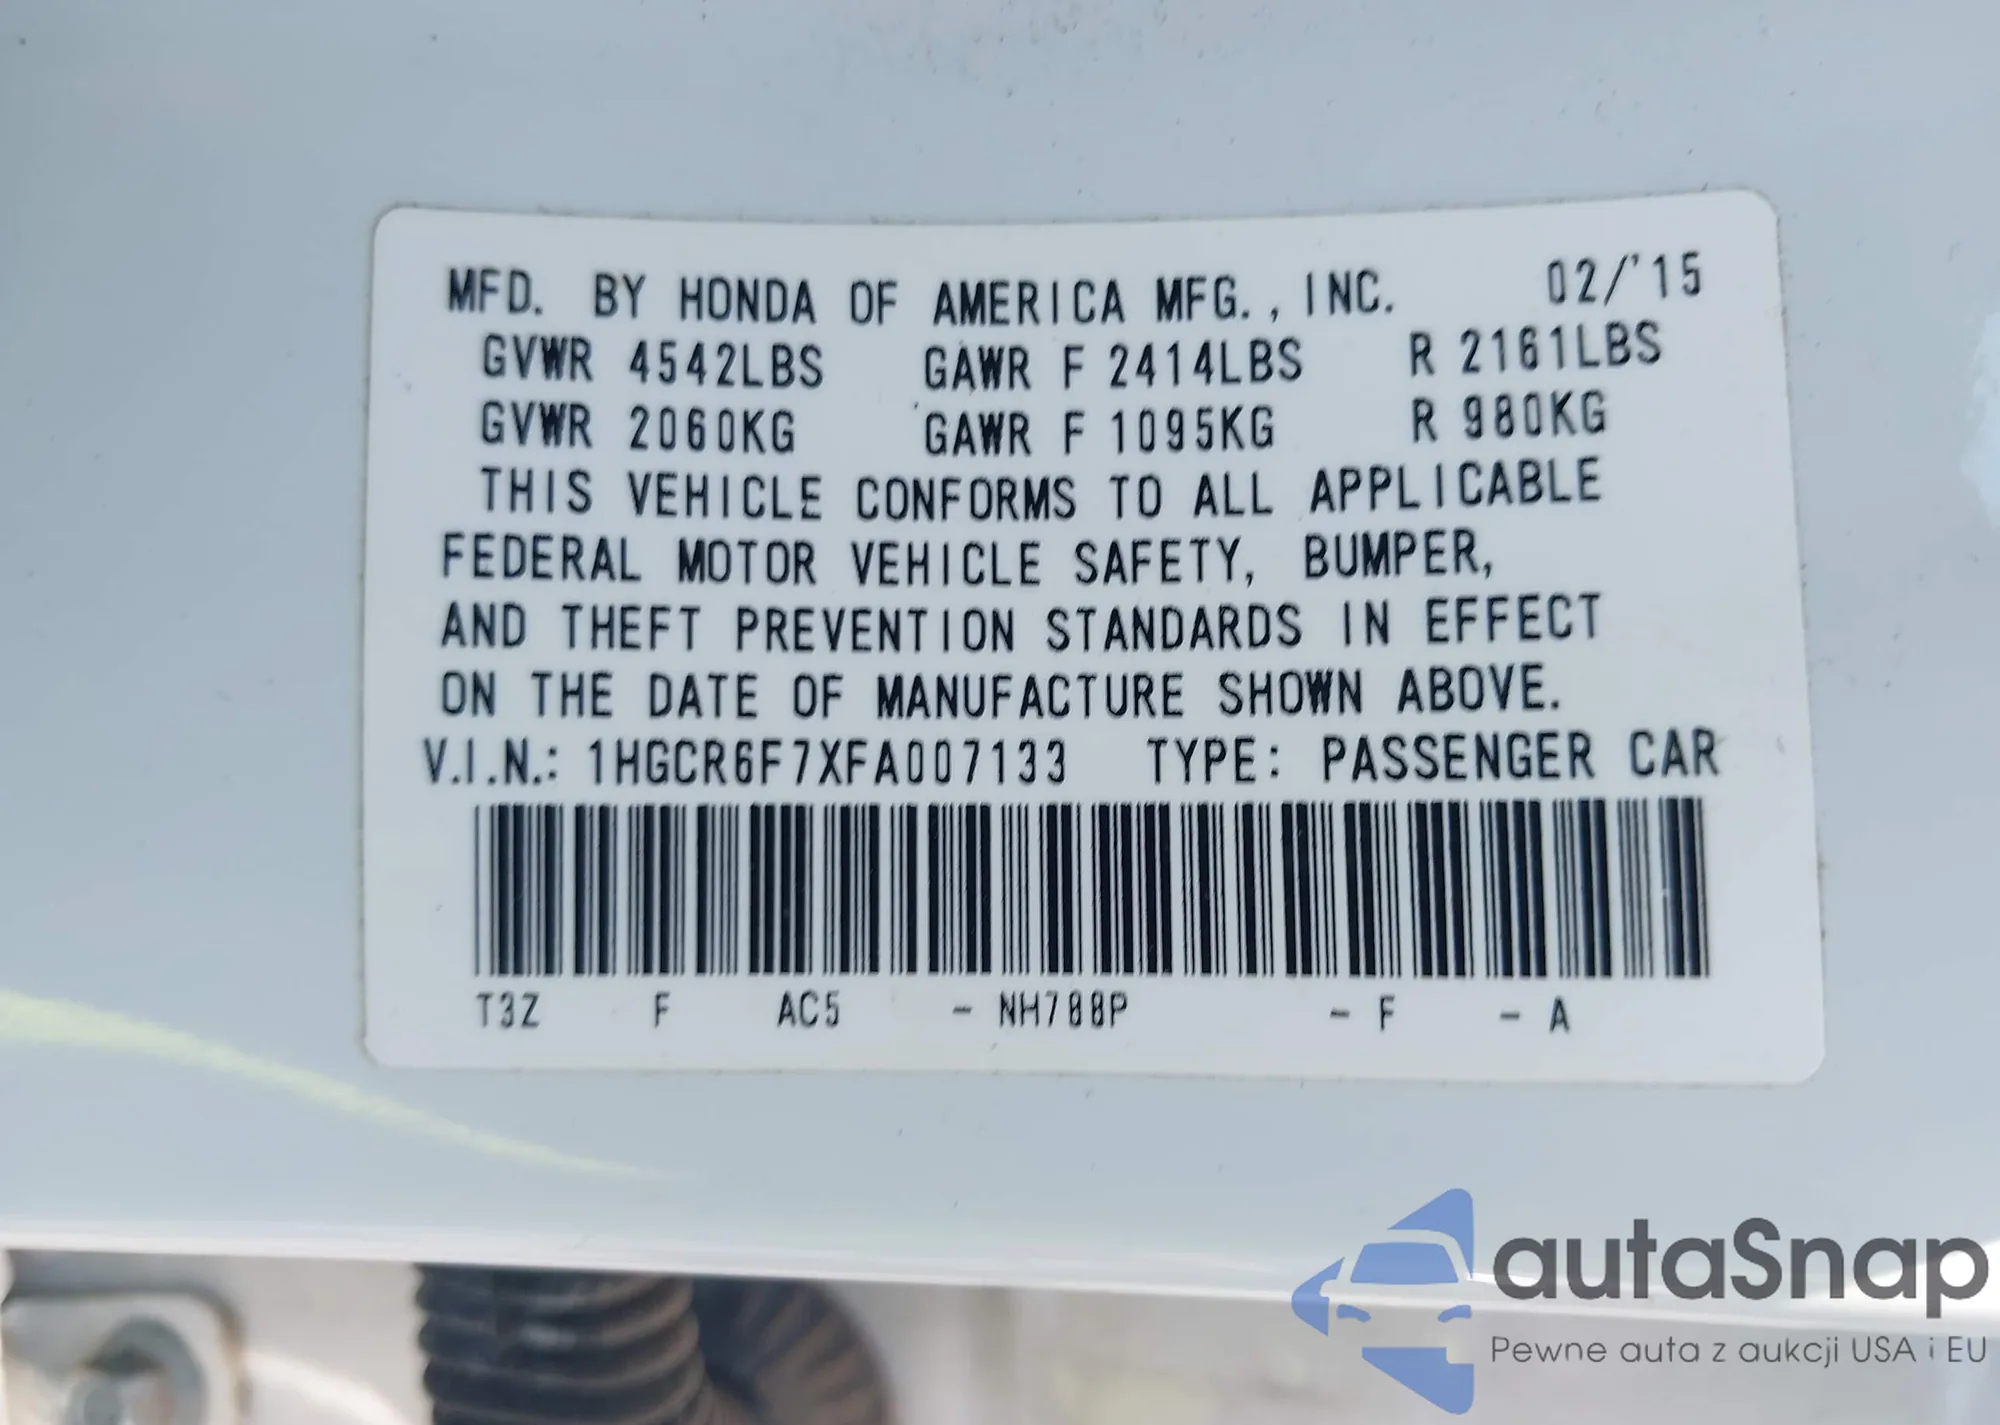 MFD. BY HONDA OF AMERICA MFG., INC. 02/'15
GVWR 4542LBS GAWR F 2414LBS R 2161LBS
GVWR 2060KG GAWR F 1095KG R 980KG
THIS VEHICLE CONFORMS TO ALL APPLICABLE
FEDERAL MOTOR VEHICLE SAFETY, BUMPER,
AND THEFT PREVENTION STANDARDS IN EFFECT
ON THE DATE OF MANUFACTURE SHOWN ABOVE.
V.I.N.: 1HGCR6F7XFA007133 TYPE: PASSENGER CAR
T3Z F AC5 - NH788P - F - A
autaSnap
Pewne auta z aukcji USA i EU